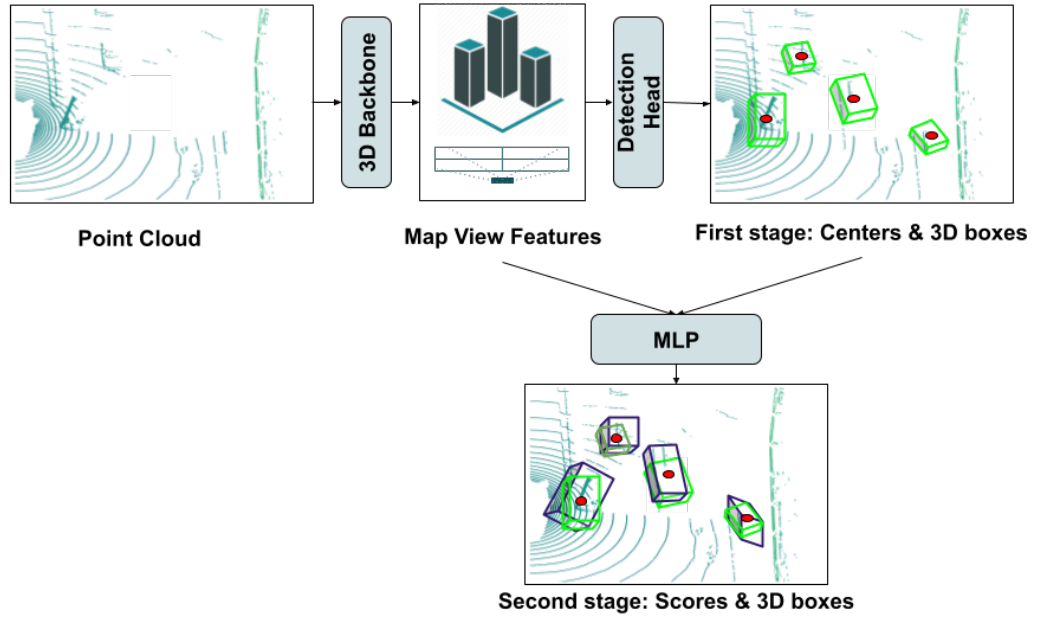 3D Backbone
Detection
Head
Point Cloud
Map View Features
First stage: Centers & 3D boxes
MLP
Second stage: Scores & 3D boxes